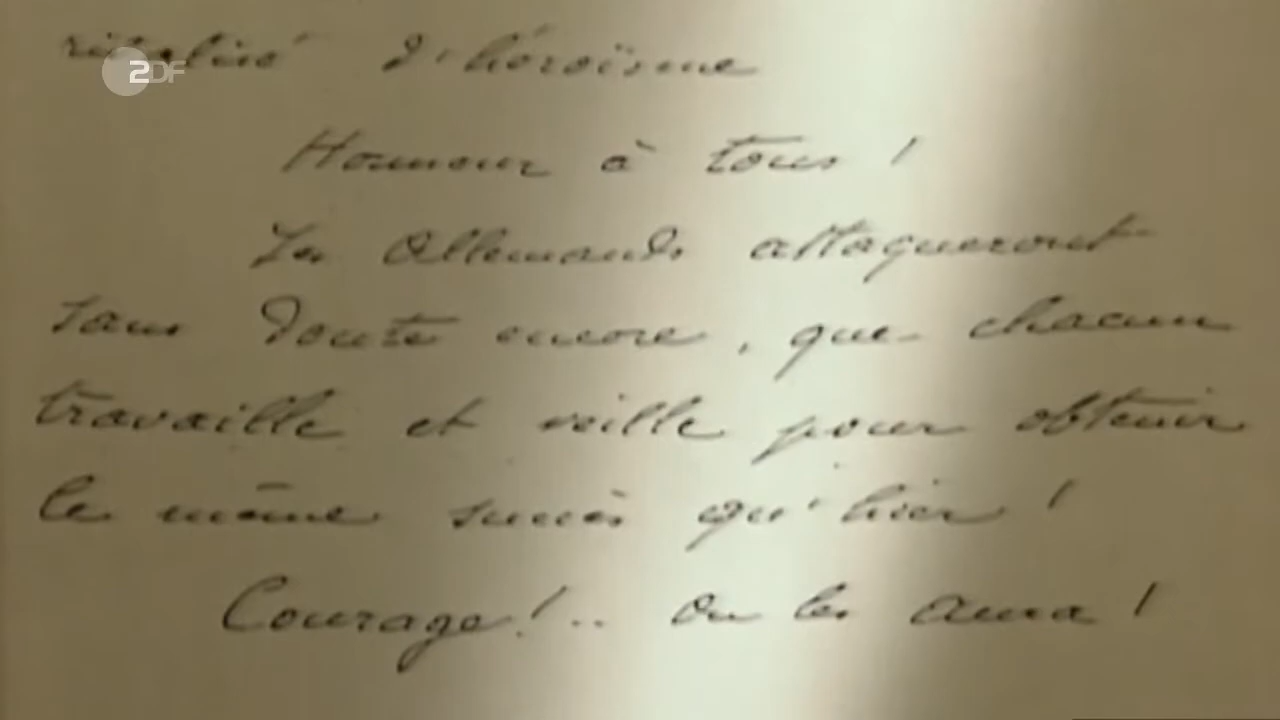 rivalisé d'héroïsme
ZDF
Honneur à tous !
Les Allemands attaqueront
sans doute encore, que chacun
travaille et veille pour obtenir
le même succès qu'hier !
Courage !.. On les aura !